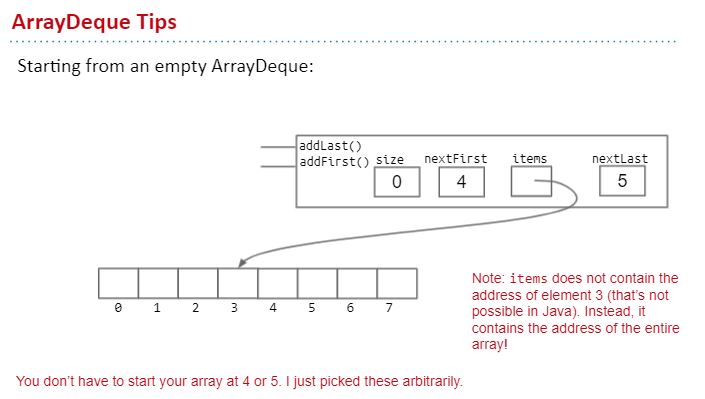 ArrayDeque Tips
Starting from an empty ArrayDeque:
addLast()
addFirst() size nextFirst items nextLast
0 4 5
0 1 2 3 4 5 6 7
Note: items does not contain the
address of element 3 (that's not
possible in Java). Instead, it
contains the address of the entire
array!
You don't have to start your array at 4 or 5. I just picked these arbitrarily.